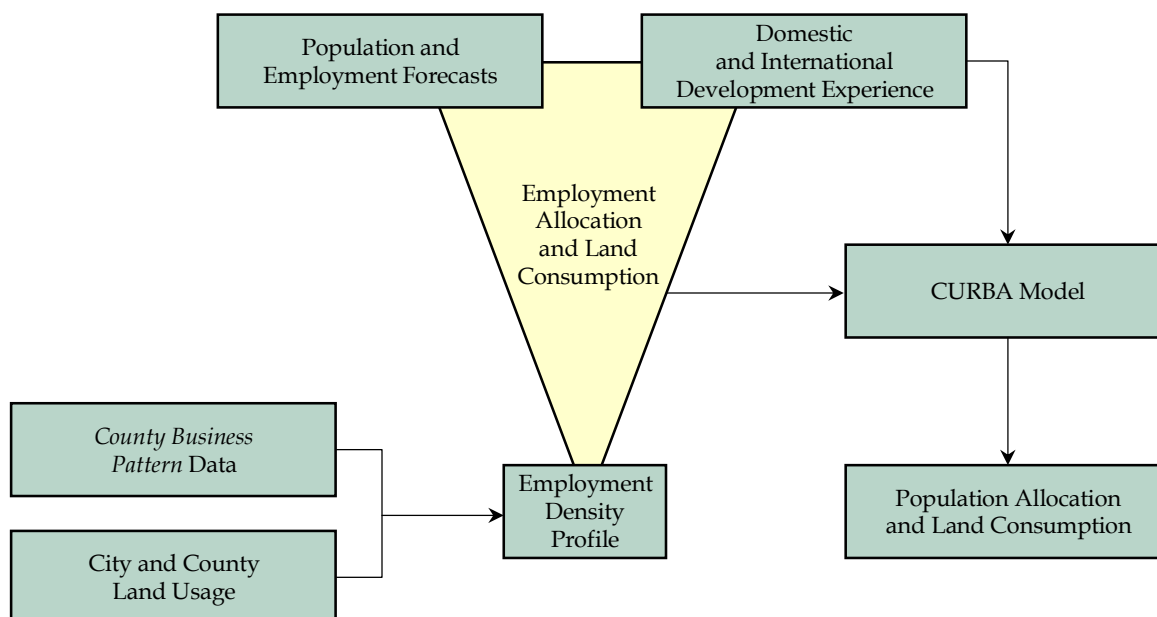 Population and
Employment Forecasts
Domestic
and International
Development Experience
Employment
Allocation
and Land
Consumption
CURBA Model
County Business
Pattern Data
Employment
Density
Profile
Population Allocation
and Land Consumption
City and County
Land Usage